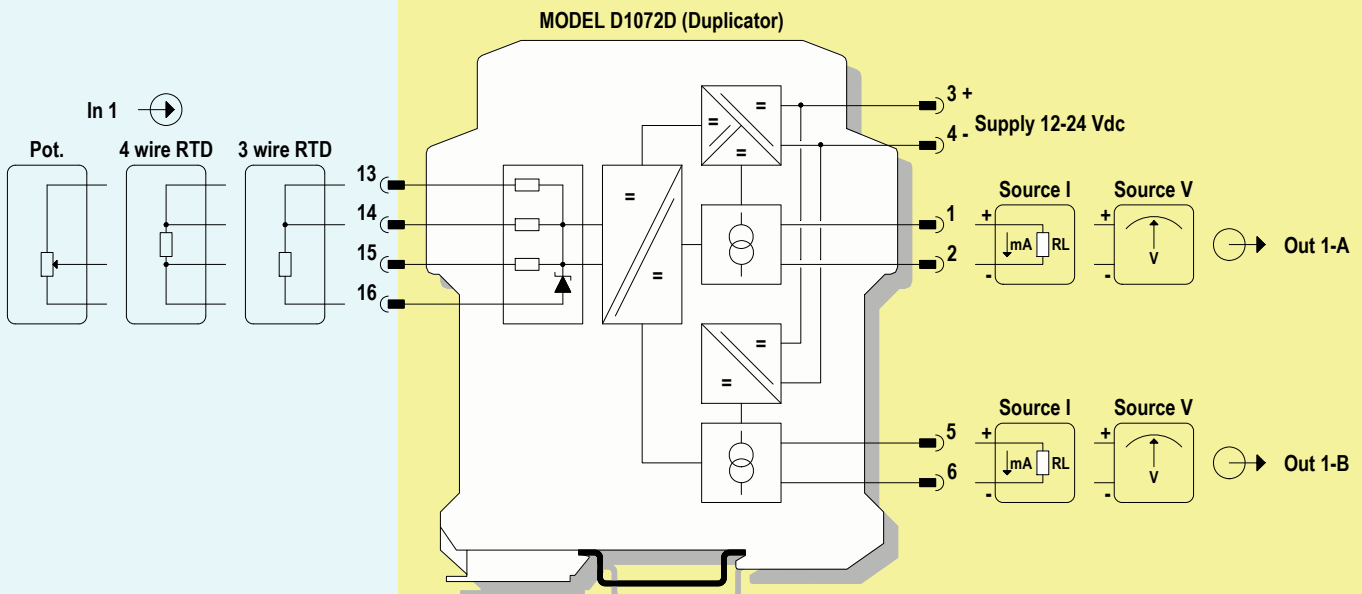 MODEL D1072D (Duplicator)
In 1
Pot.
4 wire RTD
3 wire RTD
13
14
15
16
=
=
=
=
=
3 +
4 -
Supply 12-24 Vdc
1
2
Source I
Source V
+
mA
RL
-
+
V
-
Out 1-A
=
=
5
6
Source I
Source V
+
mA
RL
-
+
V
-
Out 1-B